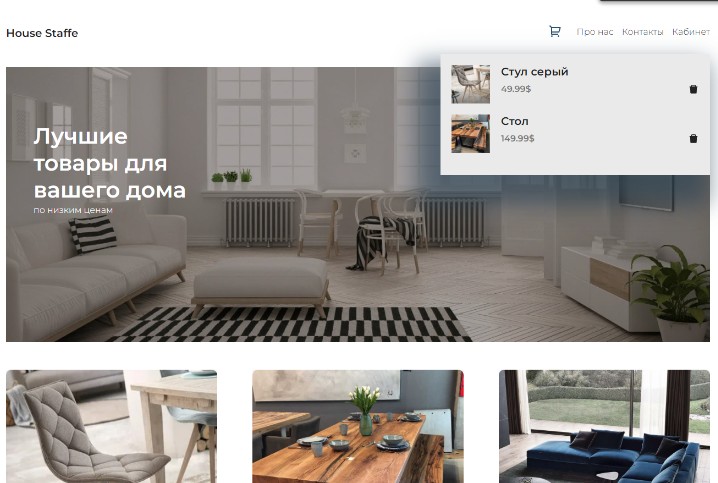 House Staffe
Про нас Контакты Кабинет
Стул серый
49.99$
Стол
149.99$
Лучшие
товары для
вашего дома
по низким ценам